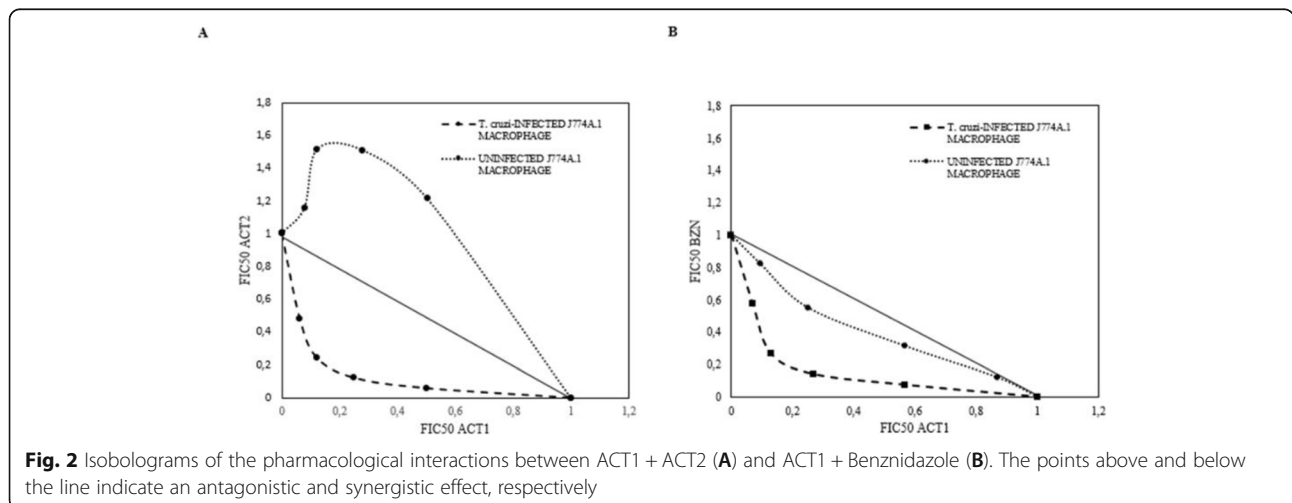 A
B
1,8
1,6
1,4
1,2
1
0,8
0,6
0,4
0,2
0
FIC50 ACT2
T. cruzi-INFECTED J774A.1
MACROPHAGE
UNINFECTED J774A.1
MACROPHAGE
0
0,2
0,4
0,6
0,8
1
1,2
FIC50 ACT1
1,8
1,6
1,4
1,2
1
0,8
0,6
0,4
0,2
0
FIC50 BZN
T. cruzi-INFECTED J774A.1
MACROPHAGE
UNINFECTED J774A.1
MACROPHAGE
0
0,2
0,4
0,6
0,8
1
1,2
FIC50 ACT1
Fig. 2 Isobolograms of the pharmacological interactions between ACT1 + ACT2 (A) and ACT1 + Benznidazole (B). The points above and below
the line indicate an antagonistic and synergistic effect, respectively